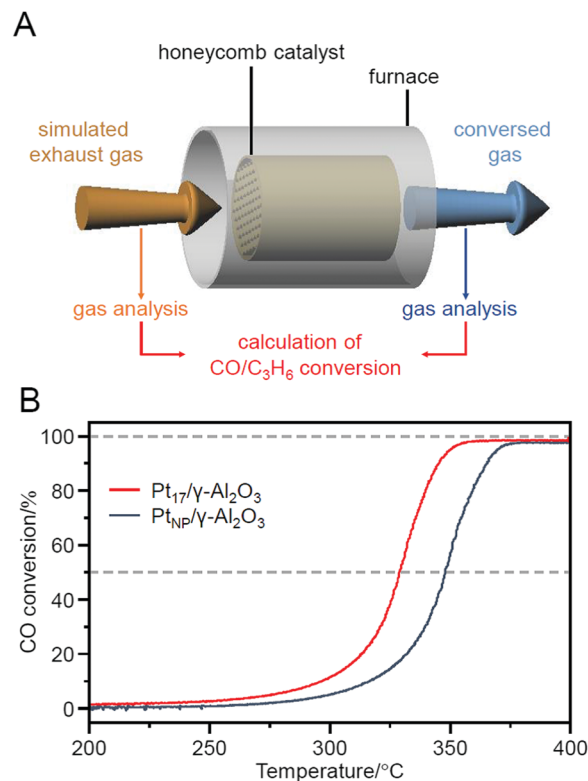 A
honeycomb catalyst
furnace
simulated
exhaust gas
conversed
gas
gas analysis
gas analysis
calculation of
CO/C₃H₆ conversion
B
100
80
60
40
20
0
CO conversion/%
Pt₁₇/γ-Al₂O₃
Pt_NP/γ-Al₂O₃
200
250
300
350
400
Temperature/°C